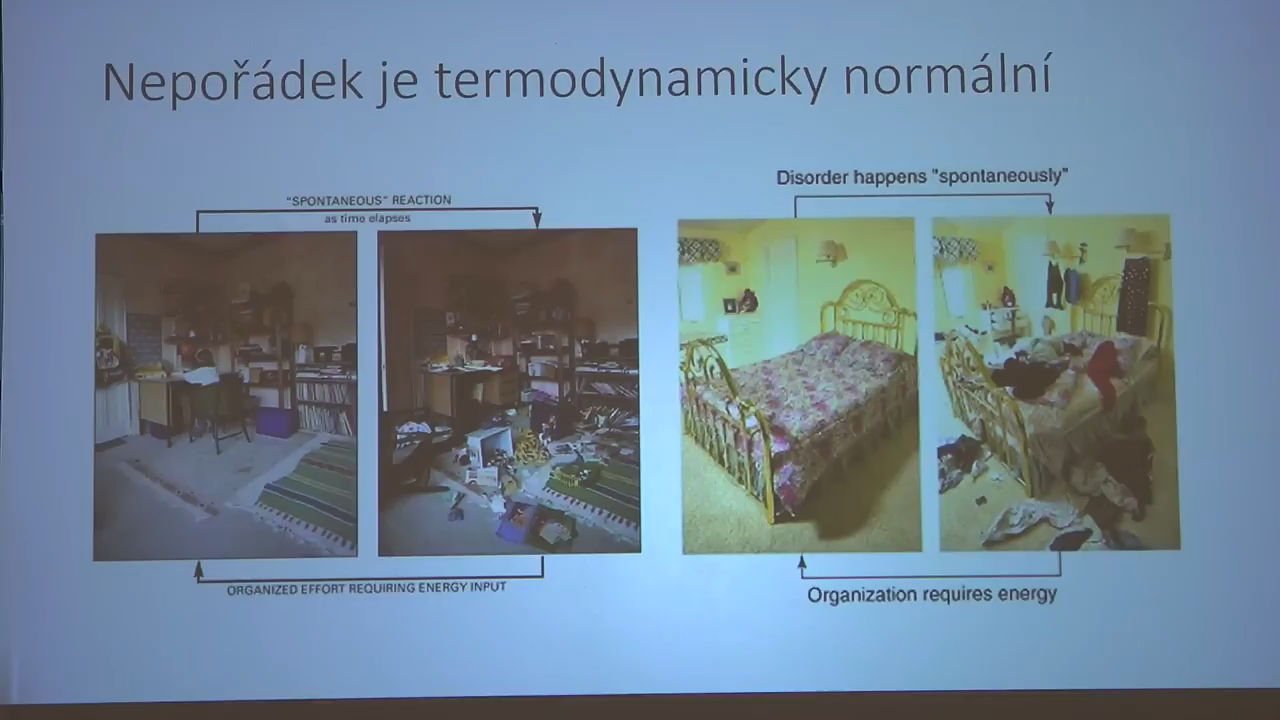 Nepořádek je termodynamicky normální
"SPONTANEOUS" REACTION
as time elapses
ORGANIZED EFFORT REQUIRING ENERGY INPUT
Disorder happens "spontaneously"
Organization requires energy